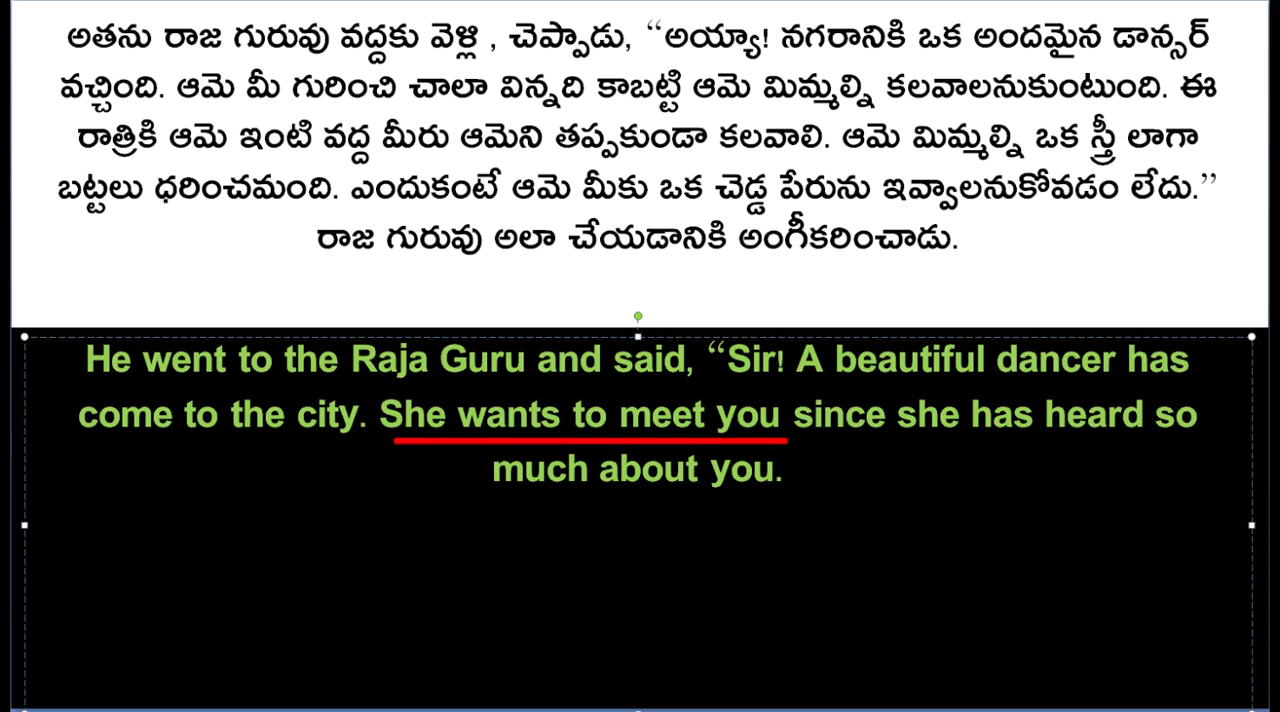 అతను రాజ గురువు వద్దకు వెళ్లి , చెప్పాడు, “అయ్యా! నగరానికి ఒక అందమైన డాన్సర్
వచ్చింది. ఆమె మీ గురించి చాలా విన్నది కాబట్టి ఆమె మిమ్మల్ని కలవాలనుకుంటుంది. ఈ
రాత్రికి ఆమె ఇంటి వద్ద మీరు ఆమెని తప్పకుండా కలవాలి. ఆమె మిమ్మల్ని ఒక స్త్రీ లాగా
బట్టలు ధరించమంది. ఎందుకంటే ఆమె మీకు ఒక చెడ్డ పేరును ఇవ్వాలనుకోవడం లేదు.”
రాజ గురువు అలా చేయడానికి అంగీకరించాడు.
He went to the Raja Guru and said, “Sir! A beautiful dancer has
come to the city. She wants to meet you since she has heard so
much about you.